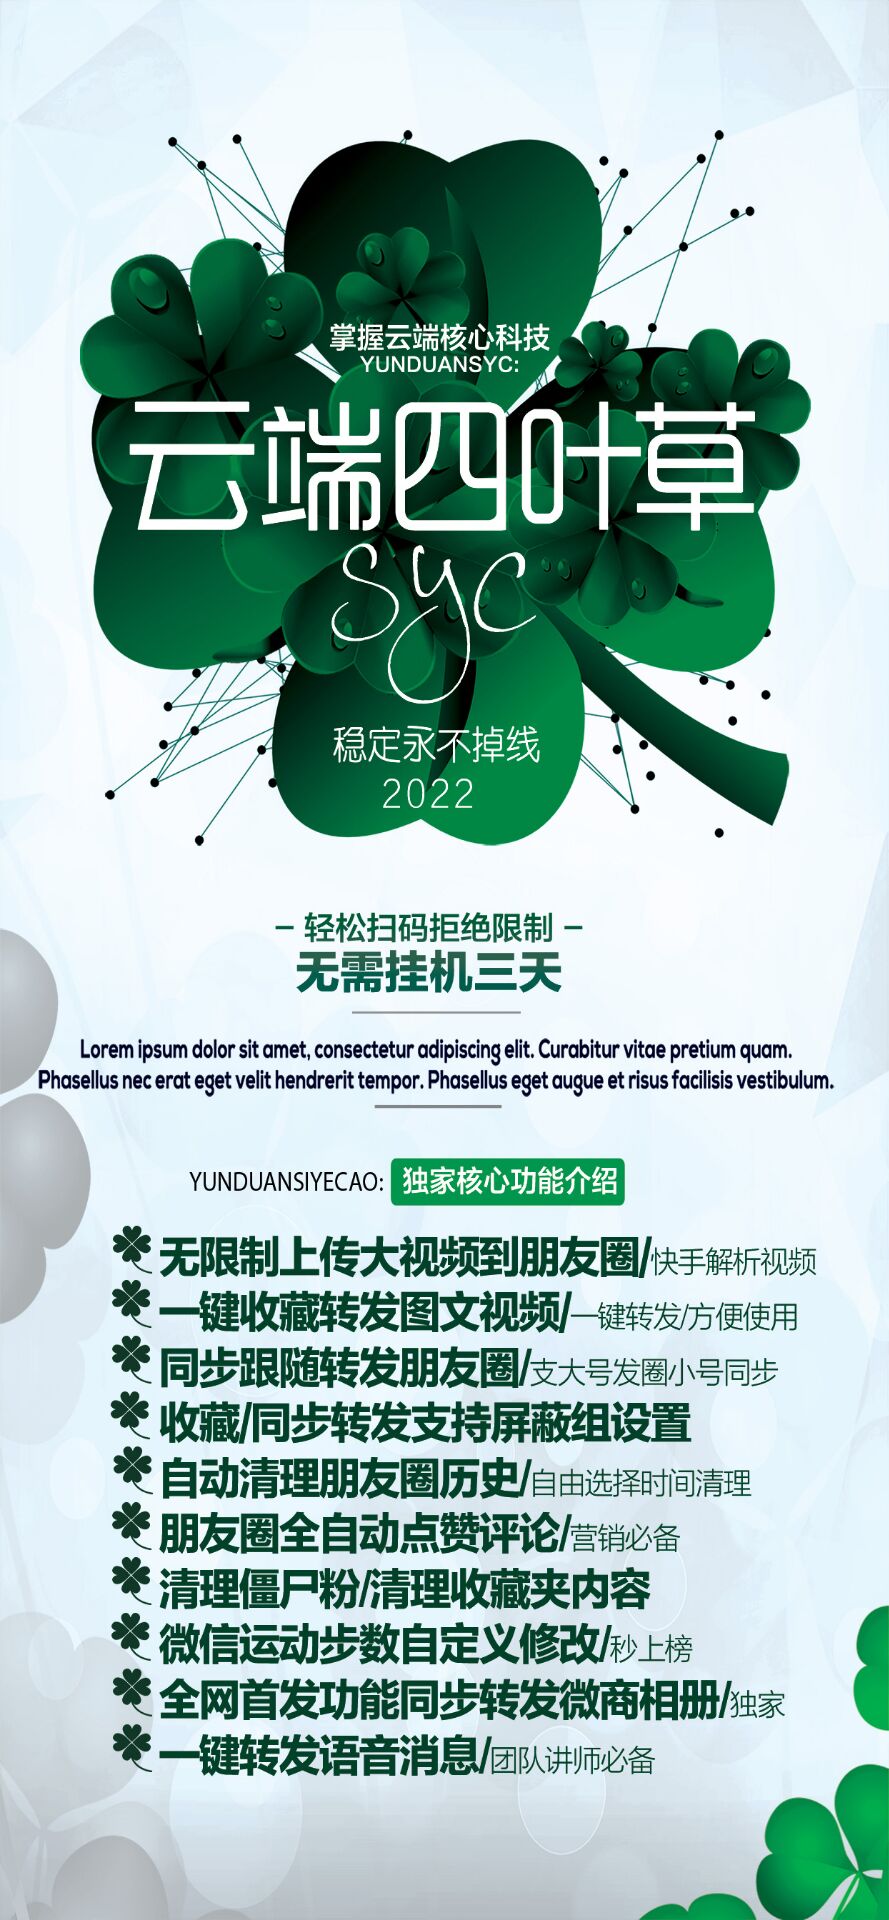 掌握云端核心科技
YUNDUANSYC:
云端四叶草
syc
稳定永不掉线
2022
- 轻松扫码拒绝限制 -
无需挂机三天
Lorem ipsum dolor sit amet, consectetur adipiscing elit. Curabitur vitae pretium quam.
Phasellus nec erat eget velit hendrerit tempor. Phasellus eget augue et risus facilisis vestibulum.
YUNDUANSIYECAO: 独家核心功能介绍
无限制上传大视频到朋友圈/快手解析视频
一键收藏转发图文视频/一键转发/方便使用
同步跟随转发朋友圈/支大号发圈小号同步
收藏/同步转发支持屏蔽组设置
自动清理朋友圈历史/自由选择时间清理
朋友圈全自动点赞评论/营销必备
清理僵尸粉/清理收藏夹内容
微信运动步数自定义修改/秒上榜
全网首发功能同步转发微商相册/独家
一键转发语音消息/团队讲师必备